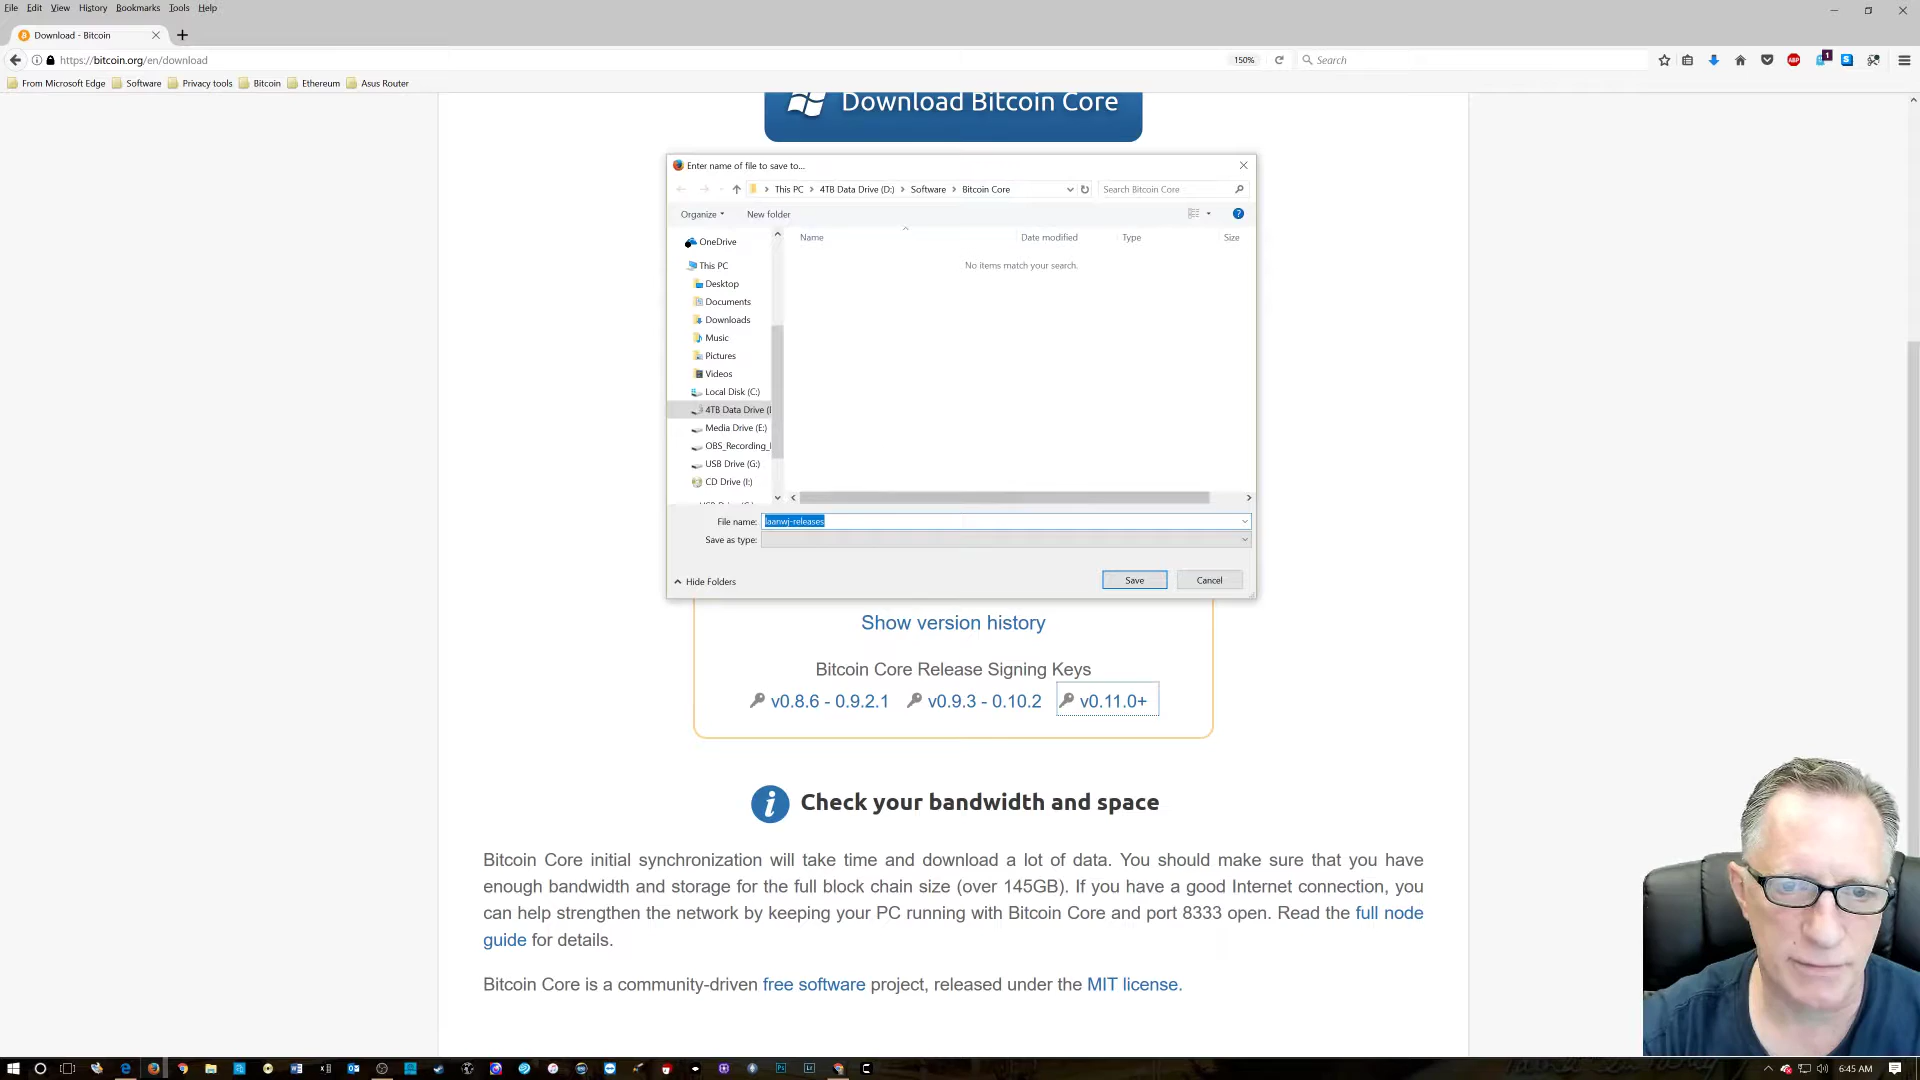 File Edit View History Bookmarks Tools Help
Download - Bitcoin
https://bitcoin.org/en/download
150%
Search
1
From Microsoft Edge Software Privacy tools Bitcoin Ethereum Asus Router
Download Bitcoin Core
Enter name of file to save to...
This PC > 4TB Data Drive (D:) > Software > Bitcoin Core
Search Bitcoin Core
Organize New folder
Name Date modified Type Size
No items match your search.
OneDrive
This PC
Desktop
Documents
Downloads
Music
Pictures
Videos
Local Disk (C:)
4TB Data Drive (
Media Drive (E:)
OBS_Recording_
USB Drive (G:)
CD Drive (I:)
File name: laanwj-releases
Save as type:
Hide Folders
Save Cancel
Show version history
Bitcoin Core Release Signing Keys
v0.8.6 - 0.9.2.1 v0.9.3 - 0.10.2 v0.11.0+
Check your bandwidth and space
Bitcoin Core initial synchronization will take time and download a lot of data. You should make sure that you have
enough bandwidth and storage for the full block chain size (over 145GB). If you have a good Internet connection, you
can help strengthen the network by keeping your PC running with Bitcoin Core and port 8333 open. Read the full node
guide for details.
Bitcoin Core is a community-driven free software project, released under the MIT license.
6:45 AM